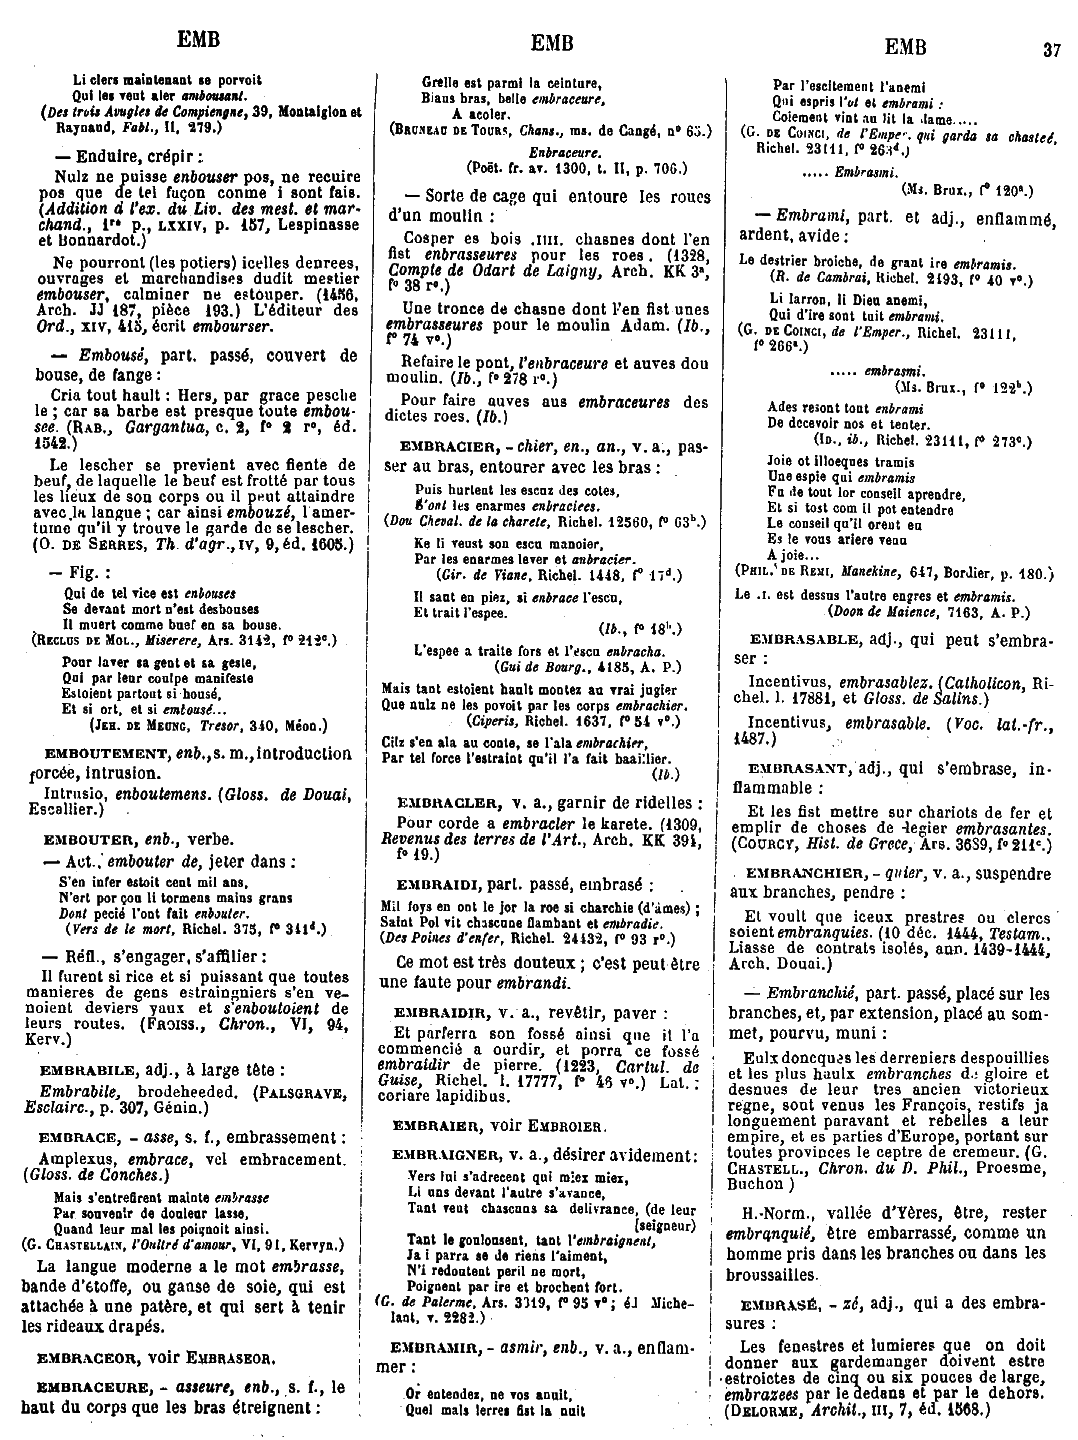 EMB
EMB
EMB
37
Li clers maintenant se porvoit
Qui les veut aler ambousant.
(Des trois Avugles de Compiengne, 39, Montaiglon et
Raynaud, Fabl., II, 279.)
— Enduire, crépir :
Nulz ne puisse enbouser pos, ne recuire
pos que de tel façon conme i sont fais.
(Addition à l'ex. du Liv. des mest. et mar-
chand., 1re p., LXXIV, p. 157, Lespinasse
et Bonnardot.)
Ne pourront (les potiers) icelles denrees,
ouvrages et marchandises dudit mestier
embouser, calminer ne estouper. (1456,
Arch. JJ 187, pièce 193.) L'éditeur des
Ord., XIV, 415, écrit embourser.
— Embousé, part. passé, couvert de
bouse, de fange :
Cria tout hault : Hers, par grace pesche
le ; car sa barbe est presque toute embou-
see. (RAB., Gargantua, c. 2, f° 2 r°, éd.
1542.)
Le lescher se previent avec fiente de
beuf, de laquelle le beuf est frotté par tous
les lieux de son corps ou il peut attaindre
avec la langue ; car ainsi embouzé, l'amer-
tume qu'il y trouve le garde de se lescher.
(O. DE SERRES, Th. d'agr., IV, 9, éd. 1605.)
— Fig. :
Qui de tel vice est enbouses
Se devant mort n'est desbouses
Il muert comme buef en sa bouse.
(RECLUS DE MOL., Miserere, Ars. 3142, f° 212c.)
Pour laver sa gent et sa geste,
Qui par leur coulpe manifeste
Estoient partout si housé,
Et si ort, et si embousé...
(JEH. DE MEUNG, Tresor, 340, Méon.)
EMBOUTEMENT, enb., s. m., introduction
forcée, intrusion.
Intrusio, enboutemens. (Gloss. de Douai,
Escallier.)
EMBOUTER, enb., verbe.
— Act., embouter de, jeter dans :
S'en infer estoit cent mil ans,
N'ert por çou li tormens mains grans
Dont pecié l'ont fait enbouter.
(Vers de le mort, Richel. 375, f° 311d.)
— Réfl., s'engager, s'affilier :
Il furent si rice et si puissant que toutes
manieres de gens estraingniers s'en ve-
noient deviers yaux et s'enboutoient de
leurs routes. (FROISS., Chron., VI, 94,
Kerv.)
EMBRABILE, adj., à large tête :
Embrabile, brodeheeded. (PALSGRAVE,
Esclairc., p. 307, Génin.)
EMBRACE, - asse, s. f., embrassement :
Amplexus, embrace, vel embracement.
(Gloss. de Conches.)
Mais s'entrefirent mainte embrasse
Par souvenir de douleur lasse,
Quand leur mal les poignoit ainsi.
(G. CHASTELLAIN, l'Oultré d'amour, VI, 91, Kervyn.)
La langue moderne a le mot embrasse,
bande d'étoffe, ou ganse de soie, qui est
attachée à une patère, et qui sert à tenir
les rideaux drapés.
EMBRACEOR, voir EMBRASEOR.
EMBRACEURE, - asseure, enb., s. f., le
haut du corps que les bras étreignent :
Grelle est parmi la ceinture,
Biaus bras, belle embraceure,
A acoler.
(BRUNEAU DE TOURS, Chans., ms. de Cangé, n° 65.)
Enbraceure.
(Poët. fr. av. 1300, t. II, p. 706.)
— Sorte de cage qui entoure les roues
d'un moulin :
Cosper es bois .IIII. chasnes dont l'en
fist enbrasseures pour les roes. (1328,
Compte de Odart de Laigny, Arch. KK 3a,
f° 38 r°.)
Une tronce de chasne dont l'en fist unes
embrasseures pour le moulin Adam. (Ib.,
f° 74 v°.)
Refaire le pont, l'enbraceure et auves dou
moulin. (Ib., f° 278 r°.)
Pour faire auves aus embraceures des
dictes roes. (Ib.)
EMBRACIER, - chier, en., an., v. a., pas-
ser au bras, entourer avec les bras :
Puis hurtent les escuz des cotes,
S'ont les enarmes enbraciees.
(Dou Cheval. de la charete, Richel. 12560, f° 63b.)
Ke li veust son escu manoier,
Par les enarmes lever et anbracier.
(Gir. de Viane, Richel. 1448, f° 17d.)
Il saut en piez, si enbrace l'escu,
Et trait l'espee.
(Ib., f° 18b.)
L'espee a traite fors et l'escu enbracha.
(Gui de Bourg., 4185, A. P.)
Mais tant estoient hault montez au vrai jugier
Que nulz ne les povoit par les corps embrachier.
(Ciperis, Richel. 1637, f° 54 v°.)
Cilz s'en ala au conte, se l'ala embrachier,
Par tel force l'estraint qu'il l'a fait baaillier.
(Ib.)
EMBRACLER, v. a., garnir de ridelles :
Pour corde a embracler le karete. (1309,
Revenus des terres de l'Art., Arch. KK 391,
f° 19.)
EMBRAIDI, part. passé, embrasé :
Mil foys en ont le jor la roe si charchie (d'âmes) ;
Saint Pol vit chascune flambant et embradie.
(Des Poines d'enfer, Richel. 24432, f° 93 r°.)
Ce mot est très douteux ; c'est peut être
une faute pour embrandi.
EMBRAIDIR, v. a., revêtir, paver :
Et parferra son fossé ainsi que il l'a
commencié a ourdir, et porra ce fossé
embraidir de pierre. (1223, Cartul. de
Guise, Richel. l. 17777, f° 46 v°.) Lat. :
coriare lapidibus.
EMBRAIER, voir EMBROIER.
EMBRAIGNER, v. a., désirer avidement :
Vers lui s'adrecent qui miex miex,
Li uns devant l'autre s'avance,
Tant veut chascuns sa delivrance, (de leur
[seigneur)
Tant le goulousent, tant l'embraignent,
Ja i parra se de riens l'aiment,
N'i redoutent peril ne mort,
Poignent par ire et brochent fort.
(G. de Palerme, Ars. 3319, f° 95 v° ; éd Miche-
lant, v. 2282.)
EMBRAMIR, - asmir, enb., v. a., enflam-
mer :
Or entendez, ne vos anuit,
Quel mals lerres fist la nuit
Par l'escitement l'anemi
Qui espris l'ot et embrami :
Coiement vint au lit la dame.....
(G. DE COINCI, de l'Emper. qui garda sa chasteé,
Richel. 23111, f° 263d.)
..... Embrasmi.
(Ms. Brux., f° 120a.)
— Embrami, part. et adj., enflammé,
ardent, avide :
Le destrier broiche, de grant ire embramis.
(R. de Cambrai, Richel. 2493, f° 40 v°.)
Li larron, li Dieu anemi,
Qui d'ire sont tuit embrami.
(G. DE COINCI, de l'Emper., Richel. 23111,
f° 266a.)
..... embrasmi.
(Ms. Brux., f° 122b.)
Ades resont tout enbrami
De decevoir nos et tenter.
(ID., ib., Richel. 23111, f° 273c.)
Joie ot illoeques tramis
Une espie qui embramis
Fu de tout lor conseil aprendre,
Et si tost com il pot entendre
Le conseil qu'il orent eu
Es le vous ariere venu
A joie...
(PHIL. DE REMI, Manekine, 647, Bordier, p. 180.)
Le .I. est dessus l'autre engres et embramis.
(Doon de Maience, 7163, A. P.)
EMBRASABLE, adj., qui peut s'embra-
ser :
Incentivus, embrasablez. (Catholicon, Ri-
chel. l. 17881, et Gloss. de Salins.)
Incentivus, embrasable. (Voc. lat.-fr.,
1487.)
EMBRASANT, adj., qui s'embrase, in-
flammable :
Et les fist mettre sur chariots de fer et
emplir de choses de legier embrasantes.
(COURCY, Hist. de Grece, Ars. 3689, f° 211c.)
EMBRANCHIER, - quier, v. a., suspendre
aux branches, pendre :
Et voult que iceux prestres ou clercs
soient embranquies. (10 déc. 1444, Testam.,
Liasse de contrats isolés, ann. 1439-1444,
Arch. Douai.)
— Embranchié, part. passé, placé sur les
branches, et, par extension, placé au som-
met, pourvu, muni :
Eulx doncques les derreniers despouillies
et les plus haulx embranches de gloire et
desnues de leur tres ancien victorieux
regne, sont venus les François, restifs ja
longuement paravant et rebelles a leur
empire, et es parties d'Europe, portant sur
toutes provinces le ceptre de cremeur. (G.
CHASTELL., Chron. du D. Phil., Proesme,
Buchon )
H.-Norm., vallée d'Yères, être, rester
embranquié, être embarrassé, comme un
homme pris dans les branches ou dans les
broussailles.
EMBRASÉ, - zé, adj., qui a des embra-
sures :
Les fenestres et lumieres que on doit
donner aux gardemanger doivent estre
estroictes de cinq ou six pouces de large,
embrazees par le dedans et par le dehors.
(DELORME, Archit., III, 7, éd. 1568.)